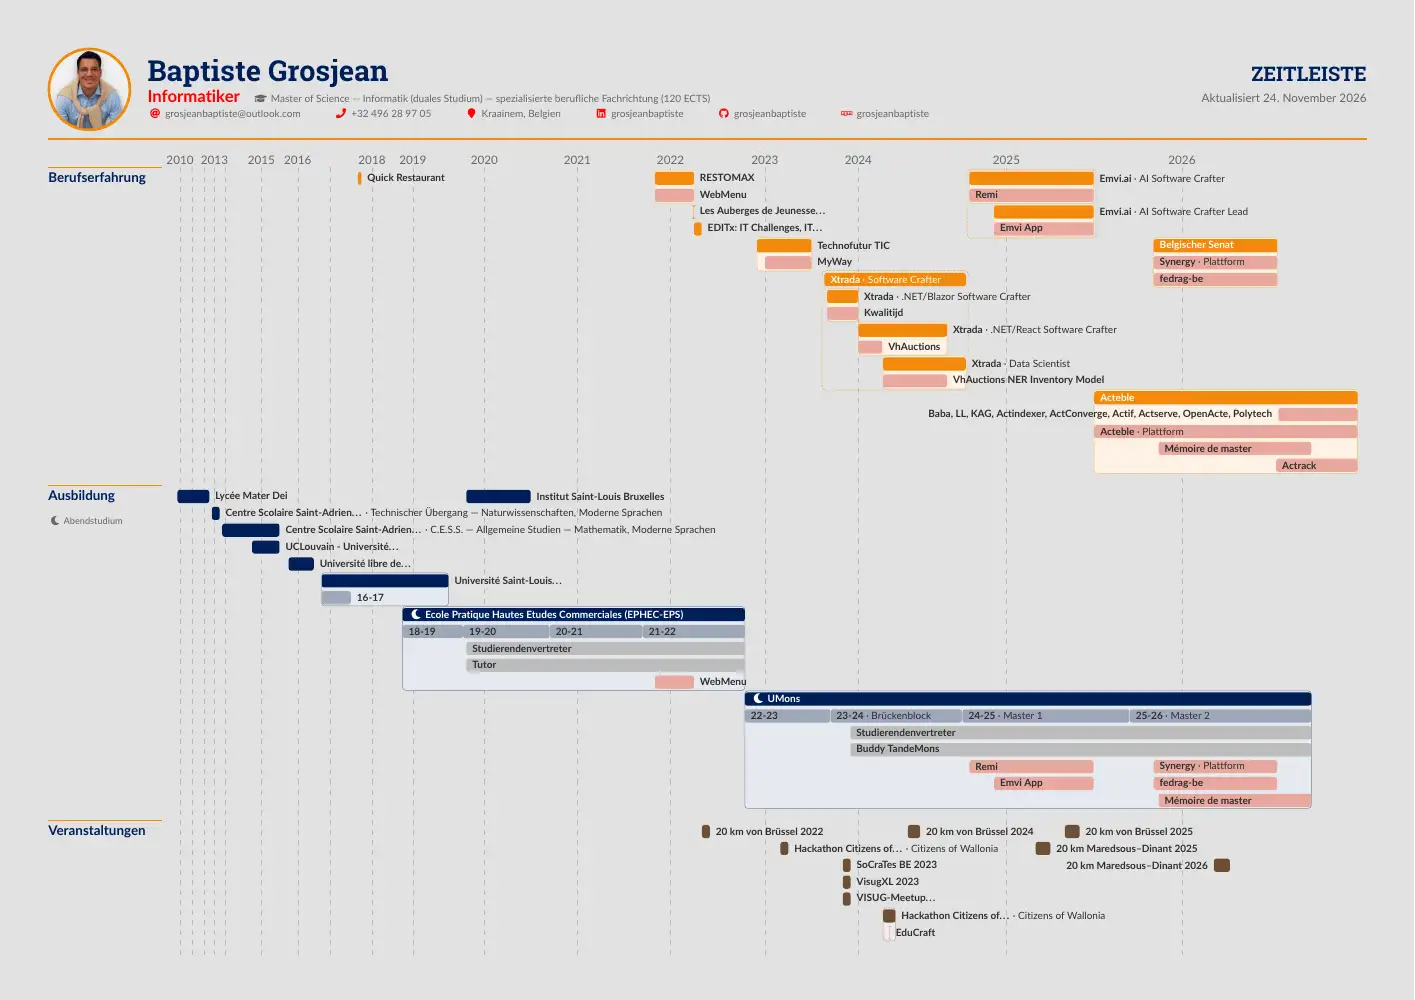 Baptiste Grosjean
ZEITLEISTE
Informatiker Master of Science — Informatik (duales Studium) — spezialisierte berufliche Fachrichtung (120 ECTS)
Aktualisiert 24. November 2026
grosjeanbaptiste@outlook.com +32 496 28 97 05 Kraainem, Belgien grosjeanbaptiste grosjeanbaptiste grosjeanbaptiste
2010 2013 2015 2016 2018 2019 2020 2021 2022 2023 2024 2025 2026
Berufserfahrung
Quick Restaurant
RESTOMAX
Emvi.ai · AI Software Crafter
WebMenu
Remi
Les Auberges de Jeunesse…
Emvi.ai · AI Software Crafter Lead
EDITx: IT Challenges, IT…
Emvi App
Technofutur TIC
Belgischer Senat
MyWay
Synergy · Plattform
Xtrada · Software Crafter
fedrag-be
Xtrada · .NET/Blazor Software Crafter
Kwalitijd
Xtrada · .NET/React Software Crafter
VhAuctions
Xtrada · Data Scientist
VhAuctions NER Inventory Model
Acteble
Baba, LL, KAG, Actindexer, ActConverge, Actif, Actserve, OpenActe, Polytech
Acteble · Plattform
Mémoire de master
Actrack
Ausbildung
Abendstudium
Lycée Mater Dei
Institut Saint-Louis Bruxelles
Centre Scolaire Saint-Adrien… · Technischer Übergang — Naturwissenschaften, Moderne Sprachen
Centre Scolaire Saint-Adrien… · C.E.S.S. — Allgemeine Studien — Mathematik, Moderne Sprachen
UCLouvain - Université…
Université libre de…
Université Saint-Louis…
16-17
Ecole Pratique Hautes Etudes Commerciales (EPHEC-EPS)
18-19 19-20 20-21 21-22
Studierendenvertreter
Tutor
WebMenu
UMons
22-23 23-24 · Brückenblock 24-25 · Master 1 25-26 · Master 2
Studierendenvertreter
Buddy TandeMons
Remi
Synergy · Plattform
Emvi App
fedrag-be
Mémoire de master
Veranstaltungen
20 km von Brüssel 2022
20 km von Brüssel 2024
20 km von Brüssel 2025
Hackathon Citizens of… · Citizens of Wallonia
20 km Maredsous–Dinant 2025
SoCraTes BE 2023
20 km Maredsous–Dinant 2026
VisugXL 2023
VISUG-Meetup…
Hackathon Citizens of… · Citizens of Wallonia
EduCraft